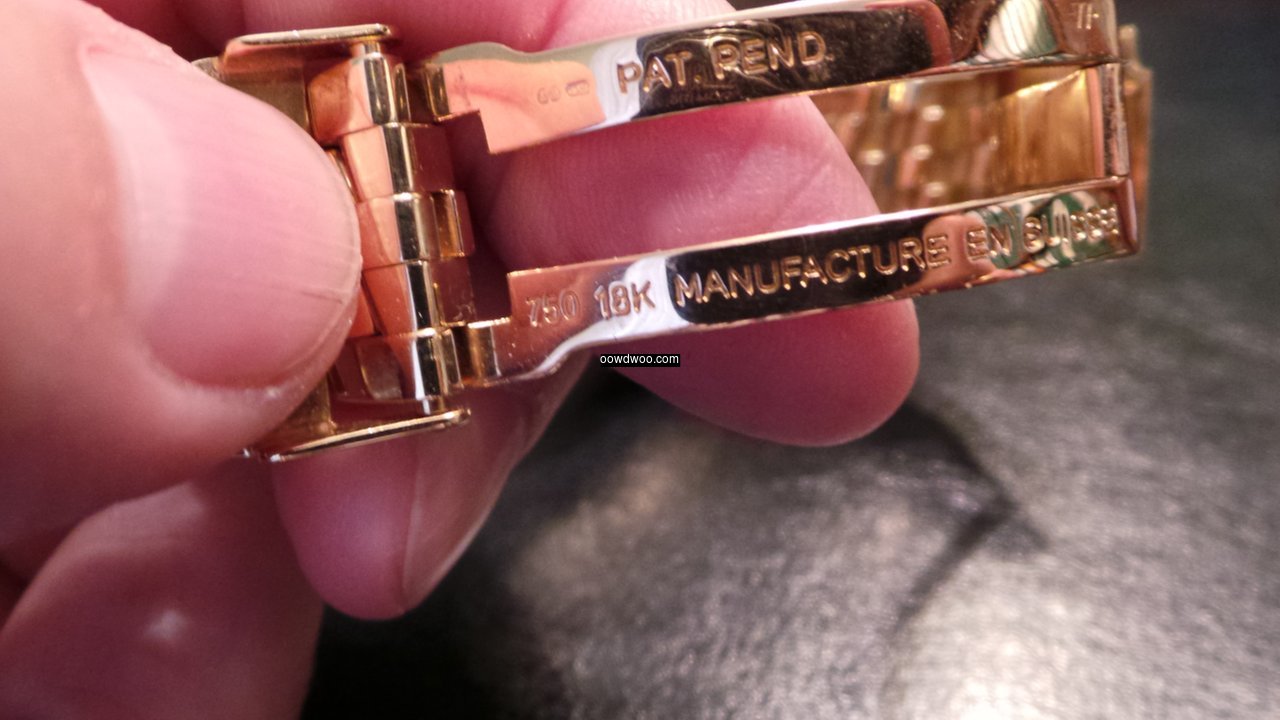 PAT. PEND.
750 18K MANUFACTURE EN SUISSE
oowdwoo.com